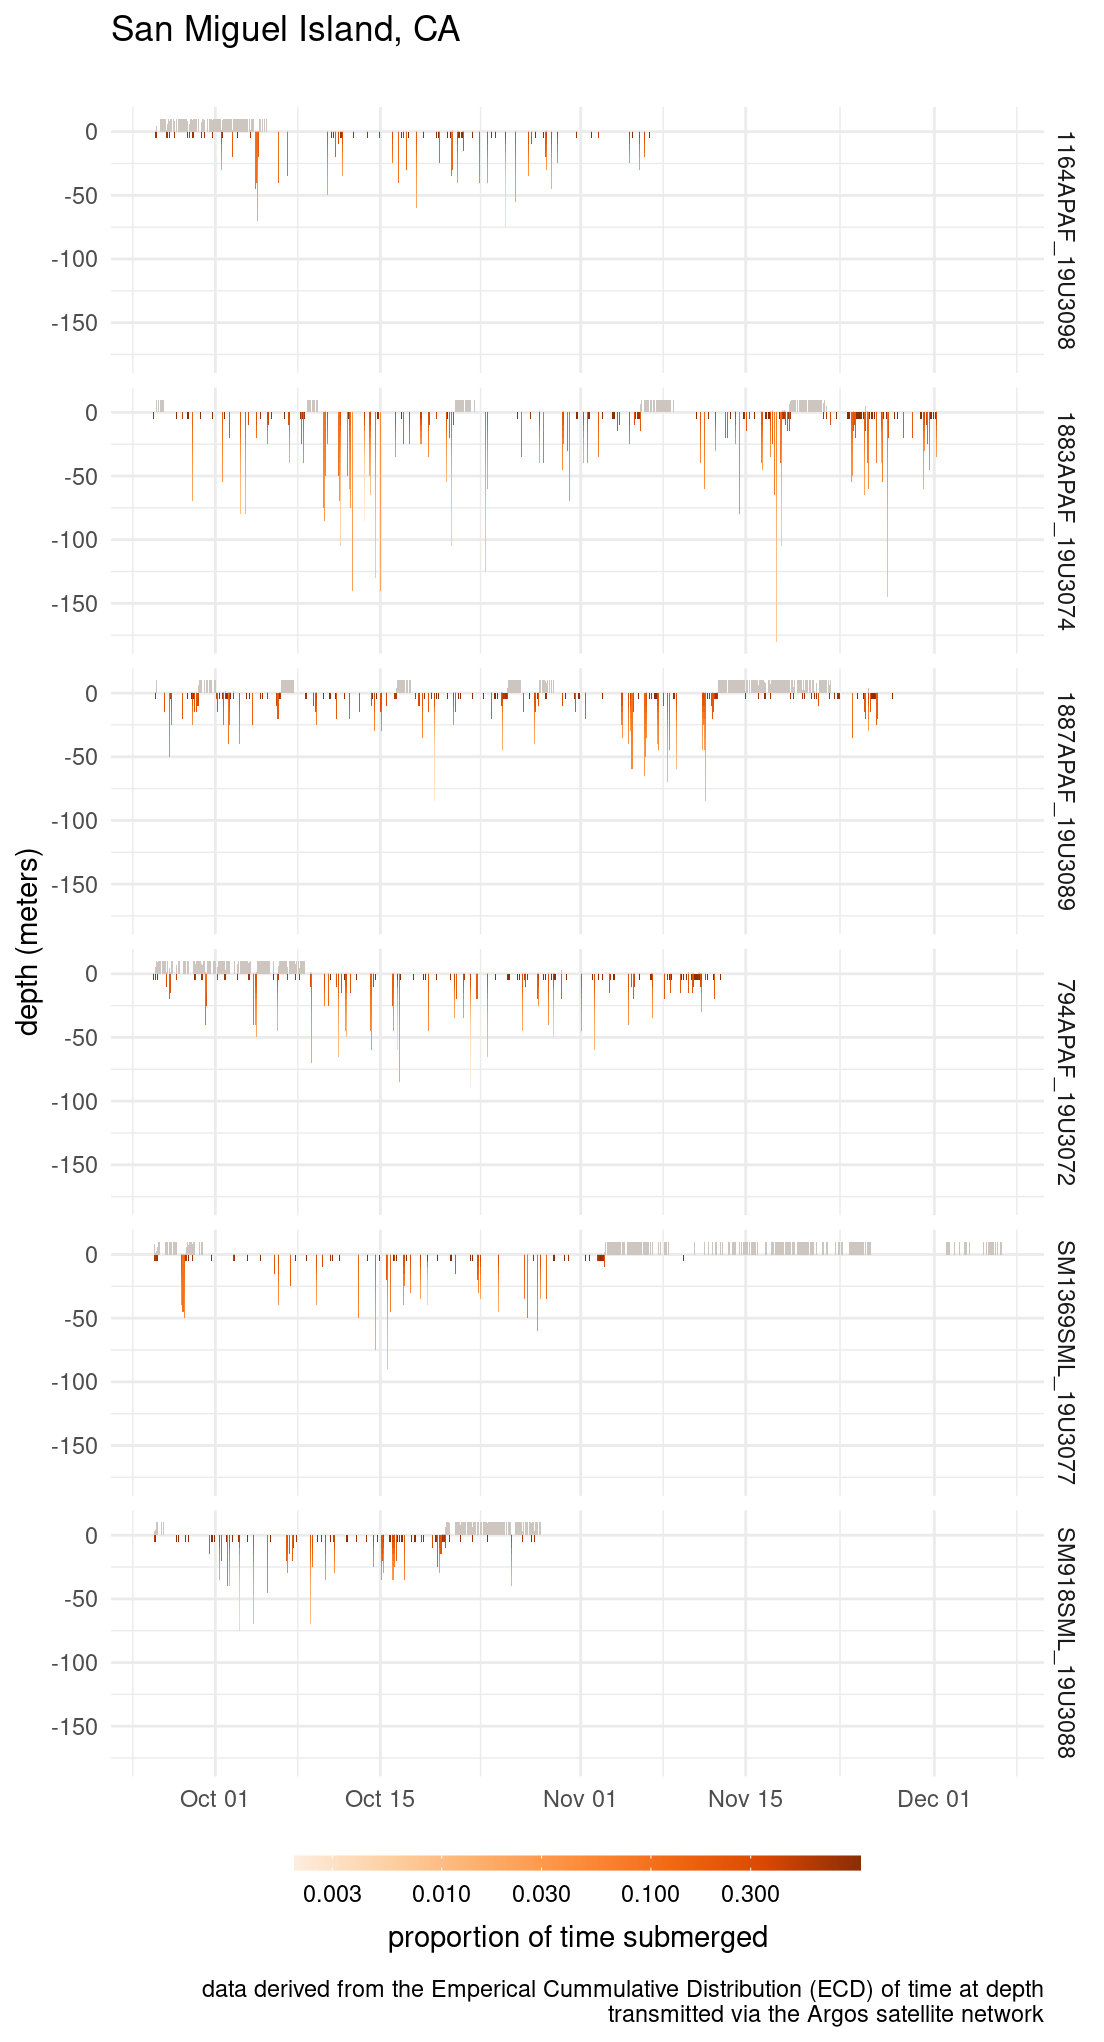 San Miguel Island, CA
0
-50
-100
-150
1164APAF_19U3098
0
-50
-100
-150
1883APAF_19U3074
0
-50
-100
-150
1887APAF_19U3089
depth (meters)
0
-50
-100
-150
794APAF_19U3072
0
-50
-100
-150
SM1369SML_19U3077
0
-50
-100
-150
SM918SML_19U3088
Oct 01 Oct 15 Nov 01 Nov 15 Dec 01
0.003 0.010 0.030 0.100 0.300
proportion of time submerged
data derived from the Emperical Cummulative Distribution (ECD) of time at depth
transmitted via the Argos satellite network